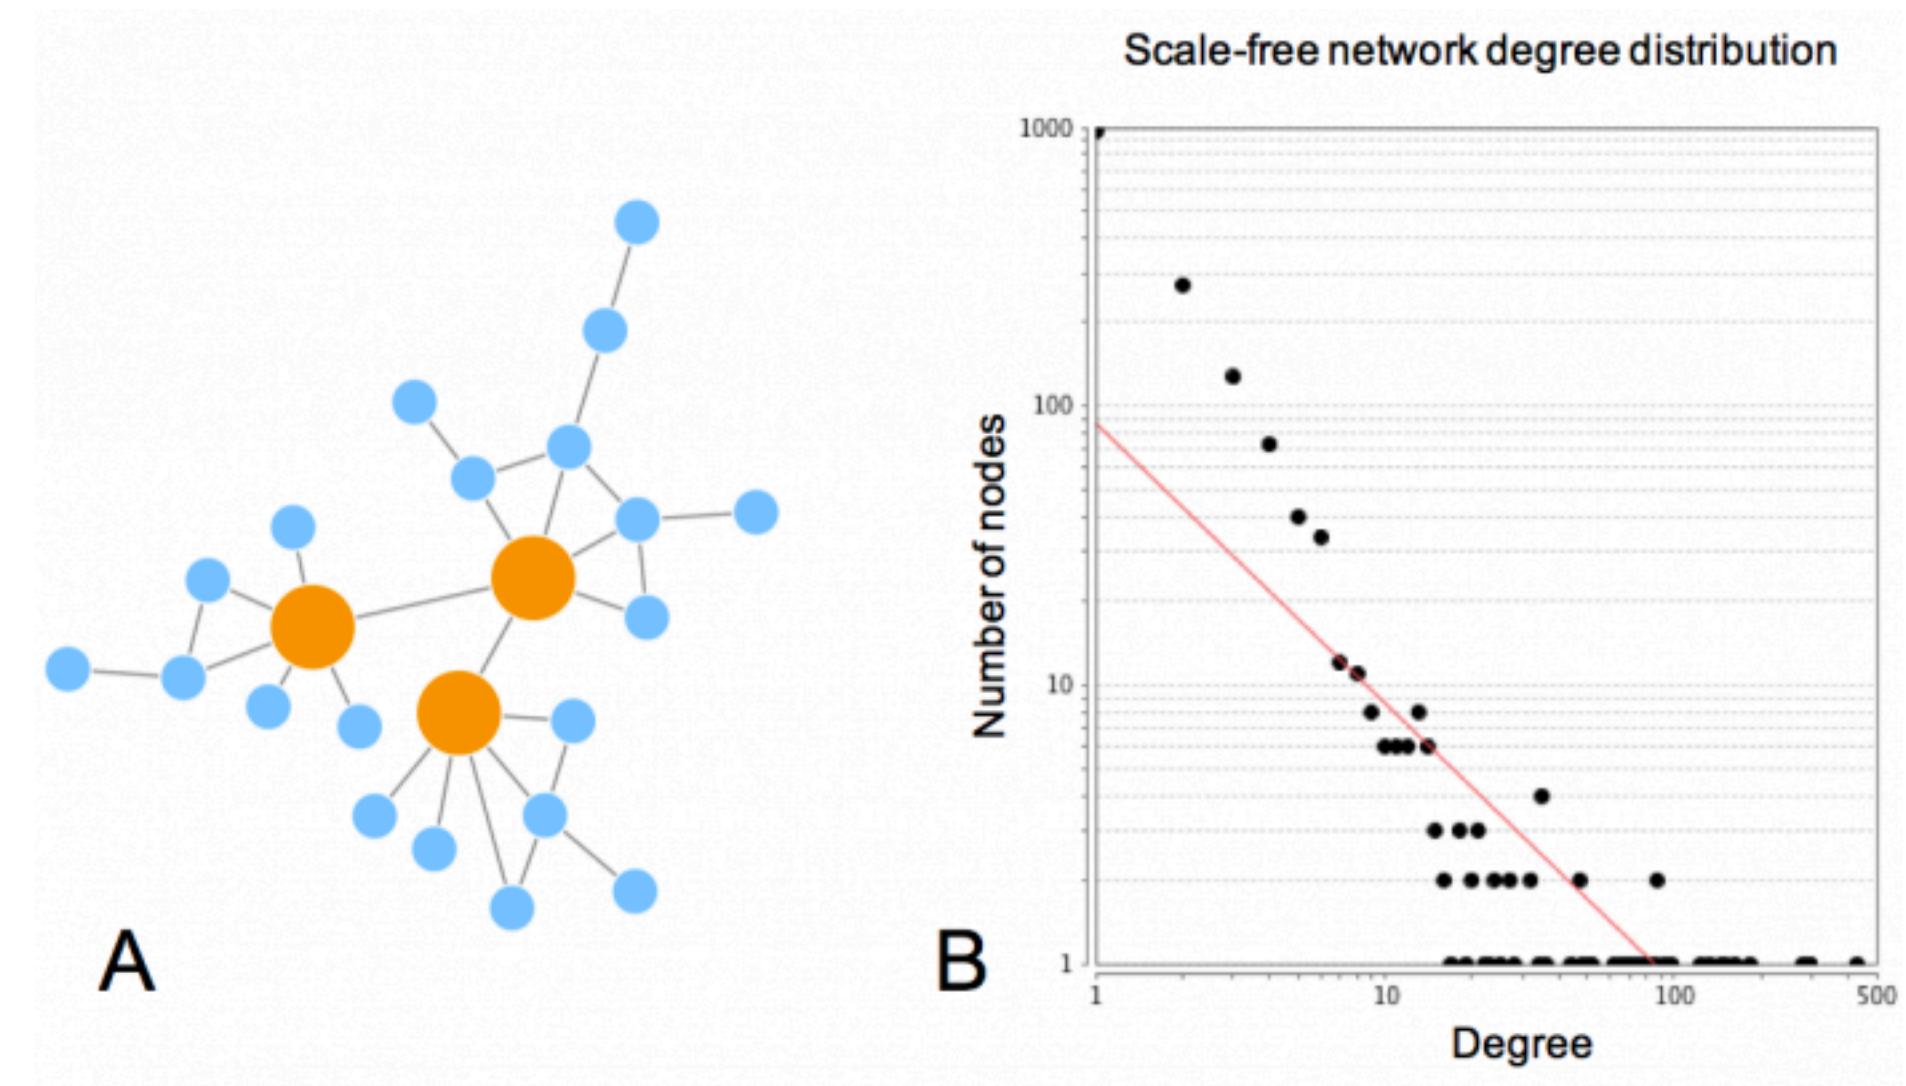 Scale-free network degree distribution
1000
100
10
1
Number of nodes
1 10 100 500
Degree
A
B